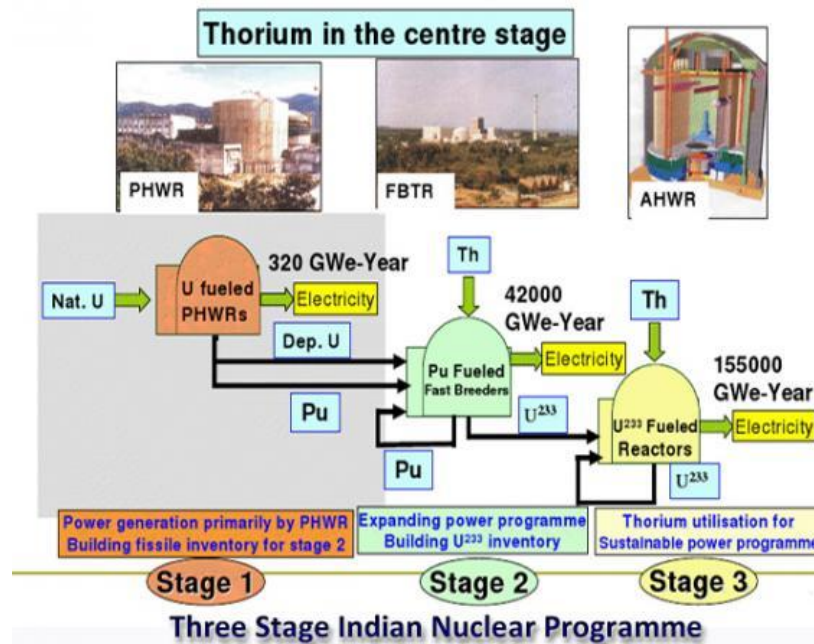 Thorium in the centre stage
PHWR
FBTR
AHWR
Nat. U
U fueled
PHWRs
320 GWe-Year
Electricity
Dep. U
Pu
Th
Pu Fueled
Fast Breeders
42000
GWe-Year
Electricity
Pu
U²³³
Th
U²³³ Fueled
Reactors
155000
GWe-Year
Electricity
U²³³
Power generation primarily by PHWR
Building fissile inventory for stage 2
Expanding power programme
Building U²³³ inventory
Thorium utilisation for
Sustainable power programme
Stage 1
Stage 2
Stage 3
Three Stage Indian Nuclear Programme